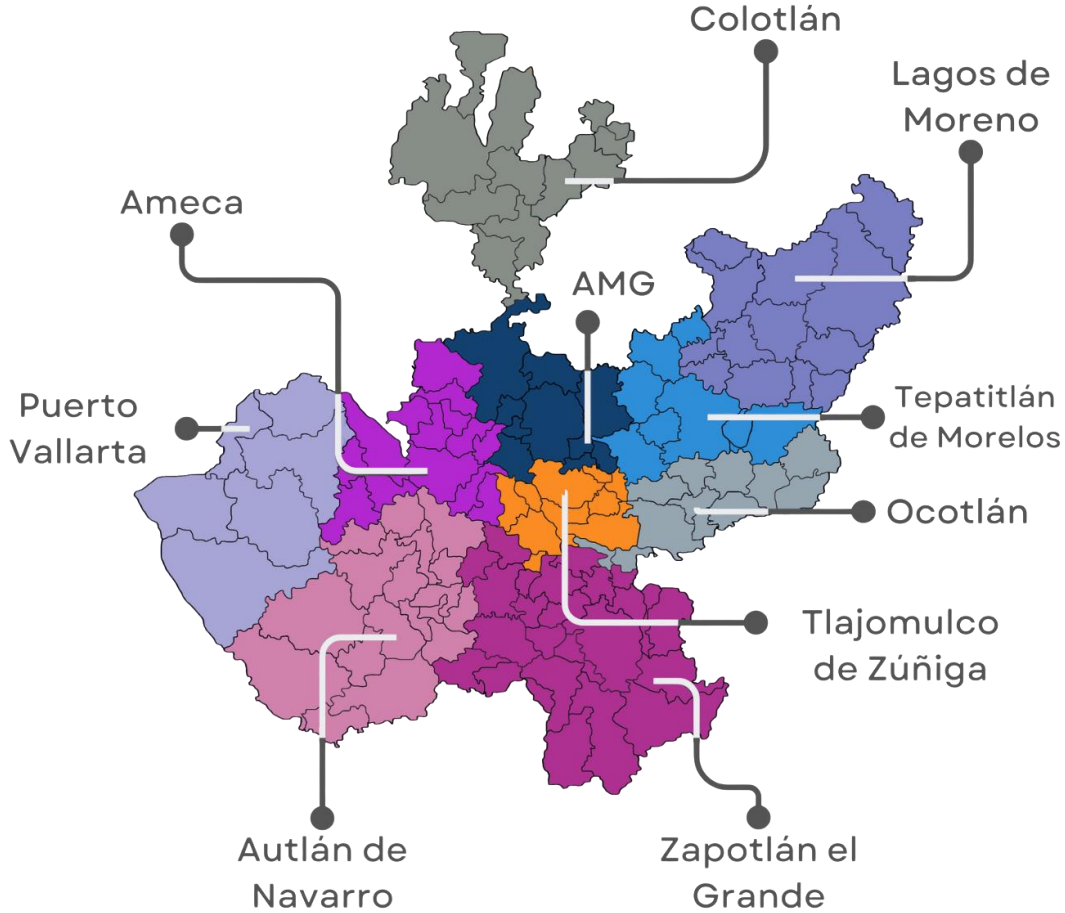 Colotlán
Lagos de
Moreno
Ameca
AMG
Puerto
Vallarta
Tepatitlán
de Morelos
Ocotlán
Tlajomulco
de Zúñiga
Autlán de
Navarro
Zapotlán el
Grande